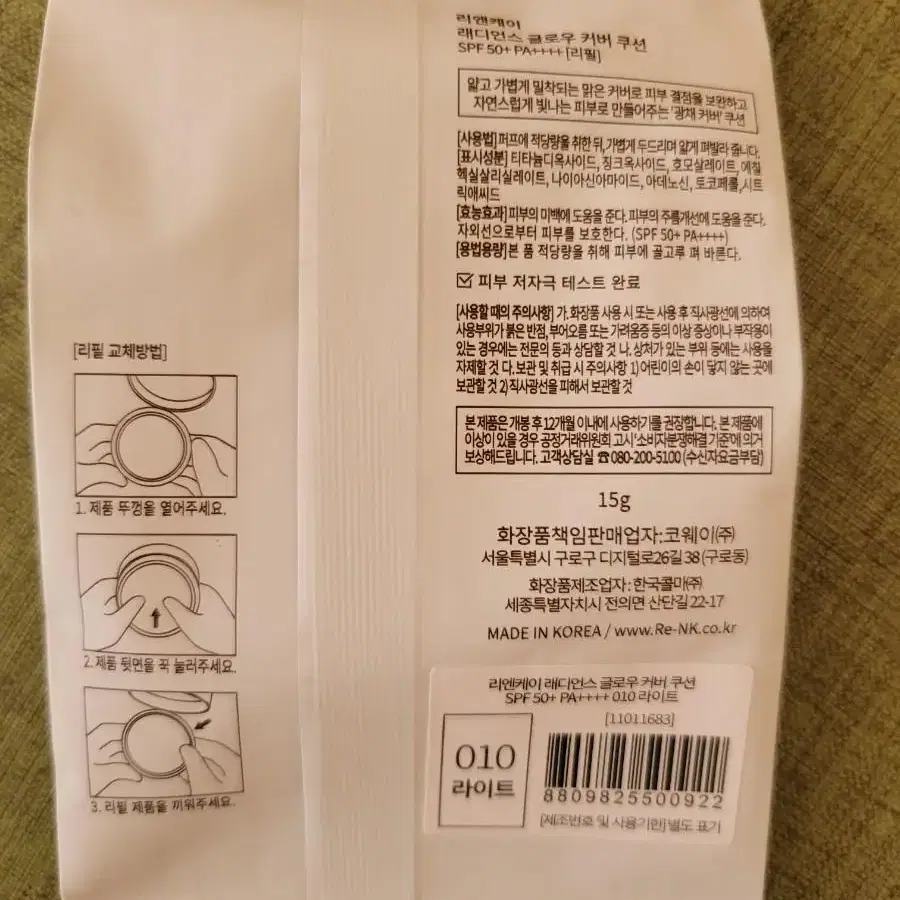 리엔케이
래디언스 글로우 커버 쿠션
SPF 50+ PA++++ [리필]
얇고 가볍게 밀착되는 맑은 커버로 피부 결점을 보완하고
자연스럽게 빛나는 피부로 만들어주는 '광채 커버' 쿠션
[사용법] 퍼프에 적당량을 취한 뒤, 가볍게 두드리며 얇게 펴발라 줍니다.
[표시성분] 티타늄디옥사이드, 징크옥사이드, 호모살레이트, 에칠
헥실살리실레이트, 나이아신아마이드, 아데노신, 토코페롤, 시트
릭애씨드
[효능효과] 피부의 미백에 도움을 준다. 피부의 주름개선에 도움을 준다.
자외선으로부터 피부를 보호한다. (SPF 50+ PA++++)
[용법용량] 본 품 적당량을 취해 피부에 골고루 펴 바른다.
피부 저자극 테스트 완료
[사용할 때의 주의사항] 가. 화장품 사용 시 또는 사용 후 직사광선에 의하여
사용부위가 붉은 반점, 부어오름 또는 가려움증 등의 이상 증상이나 부작용이
있는 경우에는 전문의 등과 상담할 것 나. 상처가 있는 부위 등에는 사용을
자제할 것 다. 보관 및 취급 시 주의사항 1) 어린이의 손이 닿지 않는 곳에
보관할 것 2) 직사광선을 피해서 보관할 것
본 제품은 개봉 후 12개월 이내에 사용하기를 권장합니다. 본 제품에
이상이 있을 경우 공정거래위원회 고시 '소비자분쟁해결 기준'에 의거
보상해드립니다. 고객상담실 ☎ 080-200-5100 (수신자요금부담)
15g
화장품책임판매업자: 코웨이㈜
서울특별시 구로구 디지털로26길 38 (구로동)
화장품제조업자 : 한국콜마㈜
세종특별자치시 전의면 산단길 22-17
MADE IN KOREA / www.Re-NK.co.kr
[리필 교체방법]
1. 제품 뚜껑을 열어주세요.
2. 제품 뒷면을 꾹 눌러주세요.
3. 리필 제품을 끼워주세요.
리엔케이 래디언스 글로우 커버 쿠션
SPF 50+ PA++++ 010 라이트
[11011683]
010
라이트
8809825500922
[제조번호 및 사용기한] 별도 표기